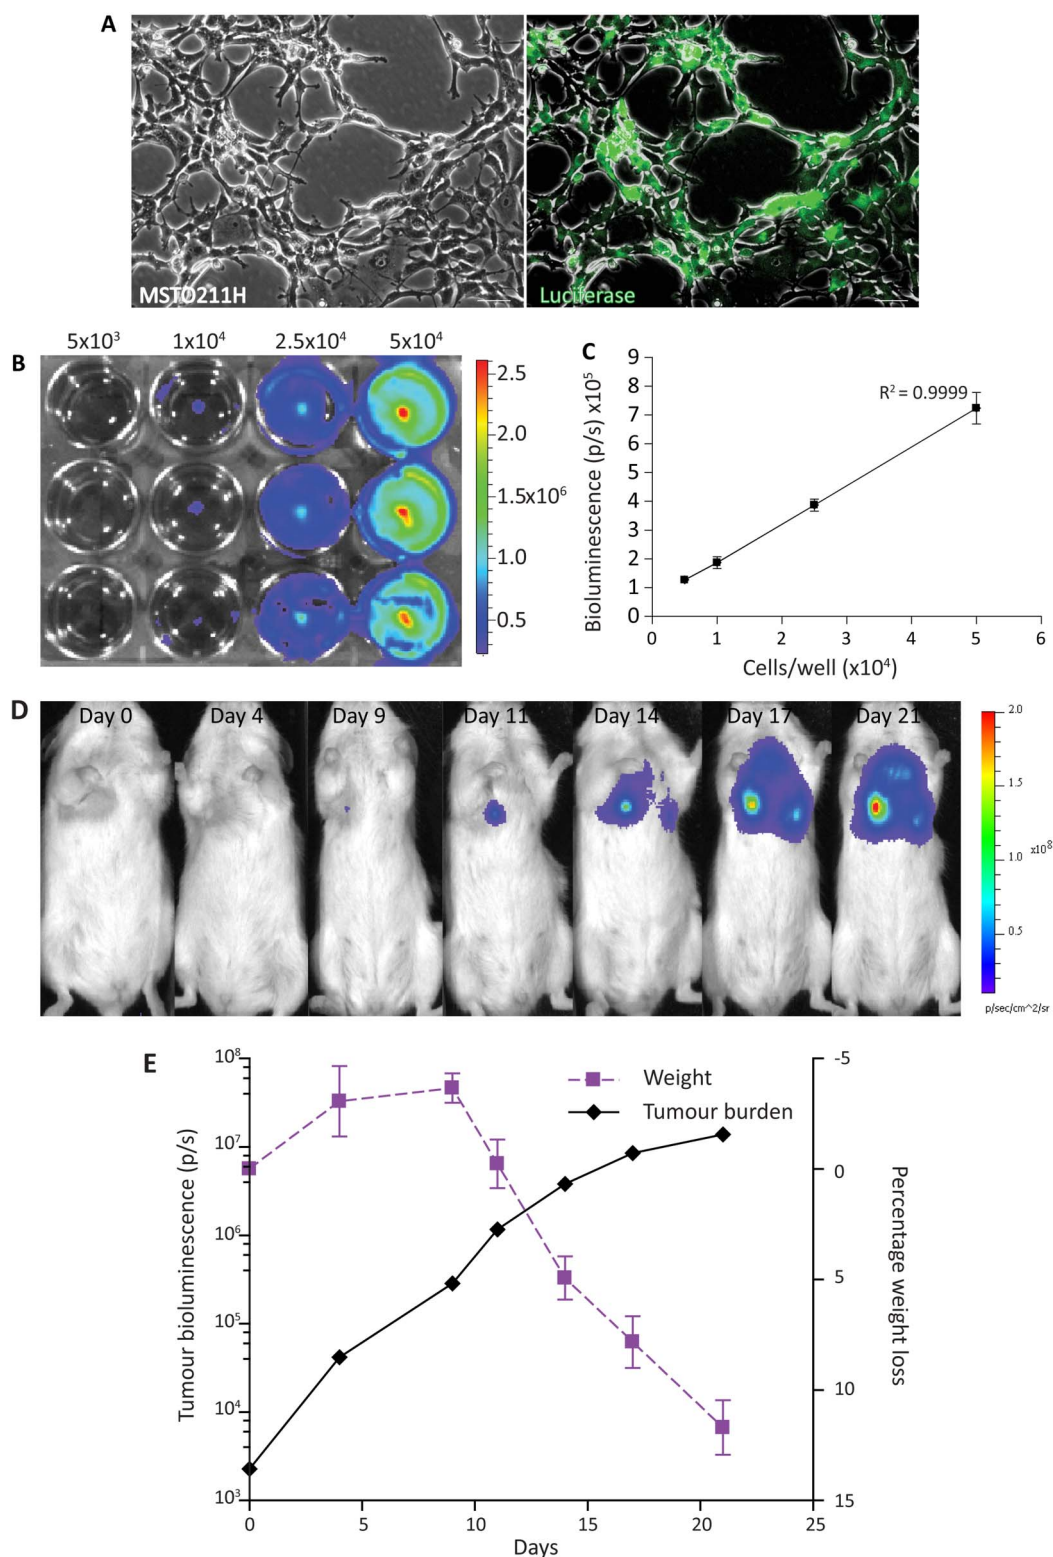 A
MSTO211H
Luciferase
B
5x10³ 1x10⁴ 2.5x10⁴ 5x10⁴
2.5
2.0
1.5x10⁶
1.0
0.5
C
Bioluminescence (p/s) x10⁵
9
8
7
6
5
4
3
2
1
0
R² = 0.9999
0 1 2 3 4 5 6
Cells/well (x10⁴)
D
Day 0 Day 4 Day 9 Day 11 Day 14 Day 17 Day 21
2.0
1.5
x10⁸
1.0
0.5
p/sec/cm^2/sr
E
Tumour bioluminescence (p/s)
10⁸
10⁷
10⁶
10⁵
10⁴
10³
Weight
Tumour burden
-5
0
5
10
15
Percentage weight loss
0 5 10 15 20 25
Days